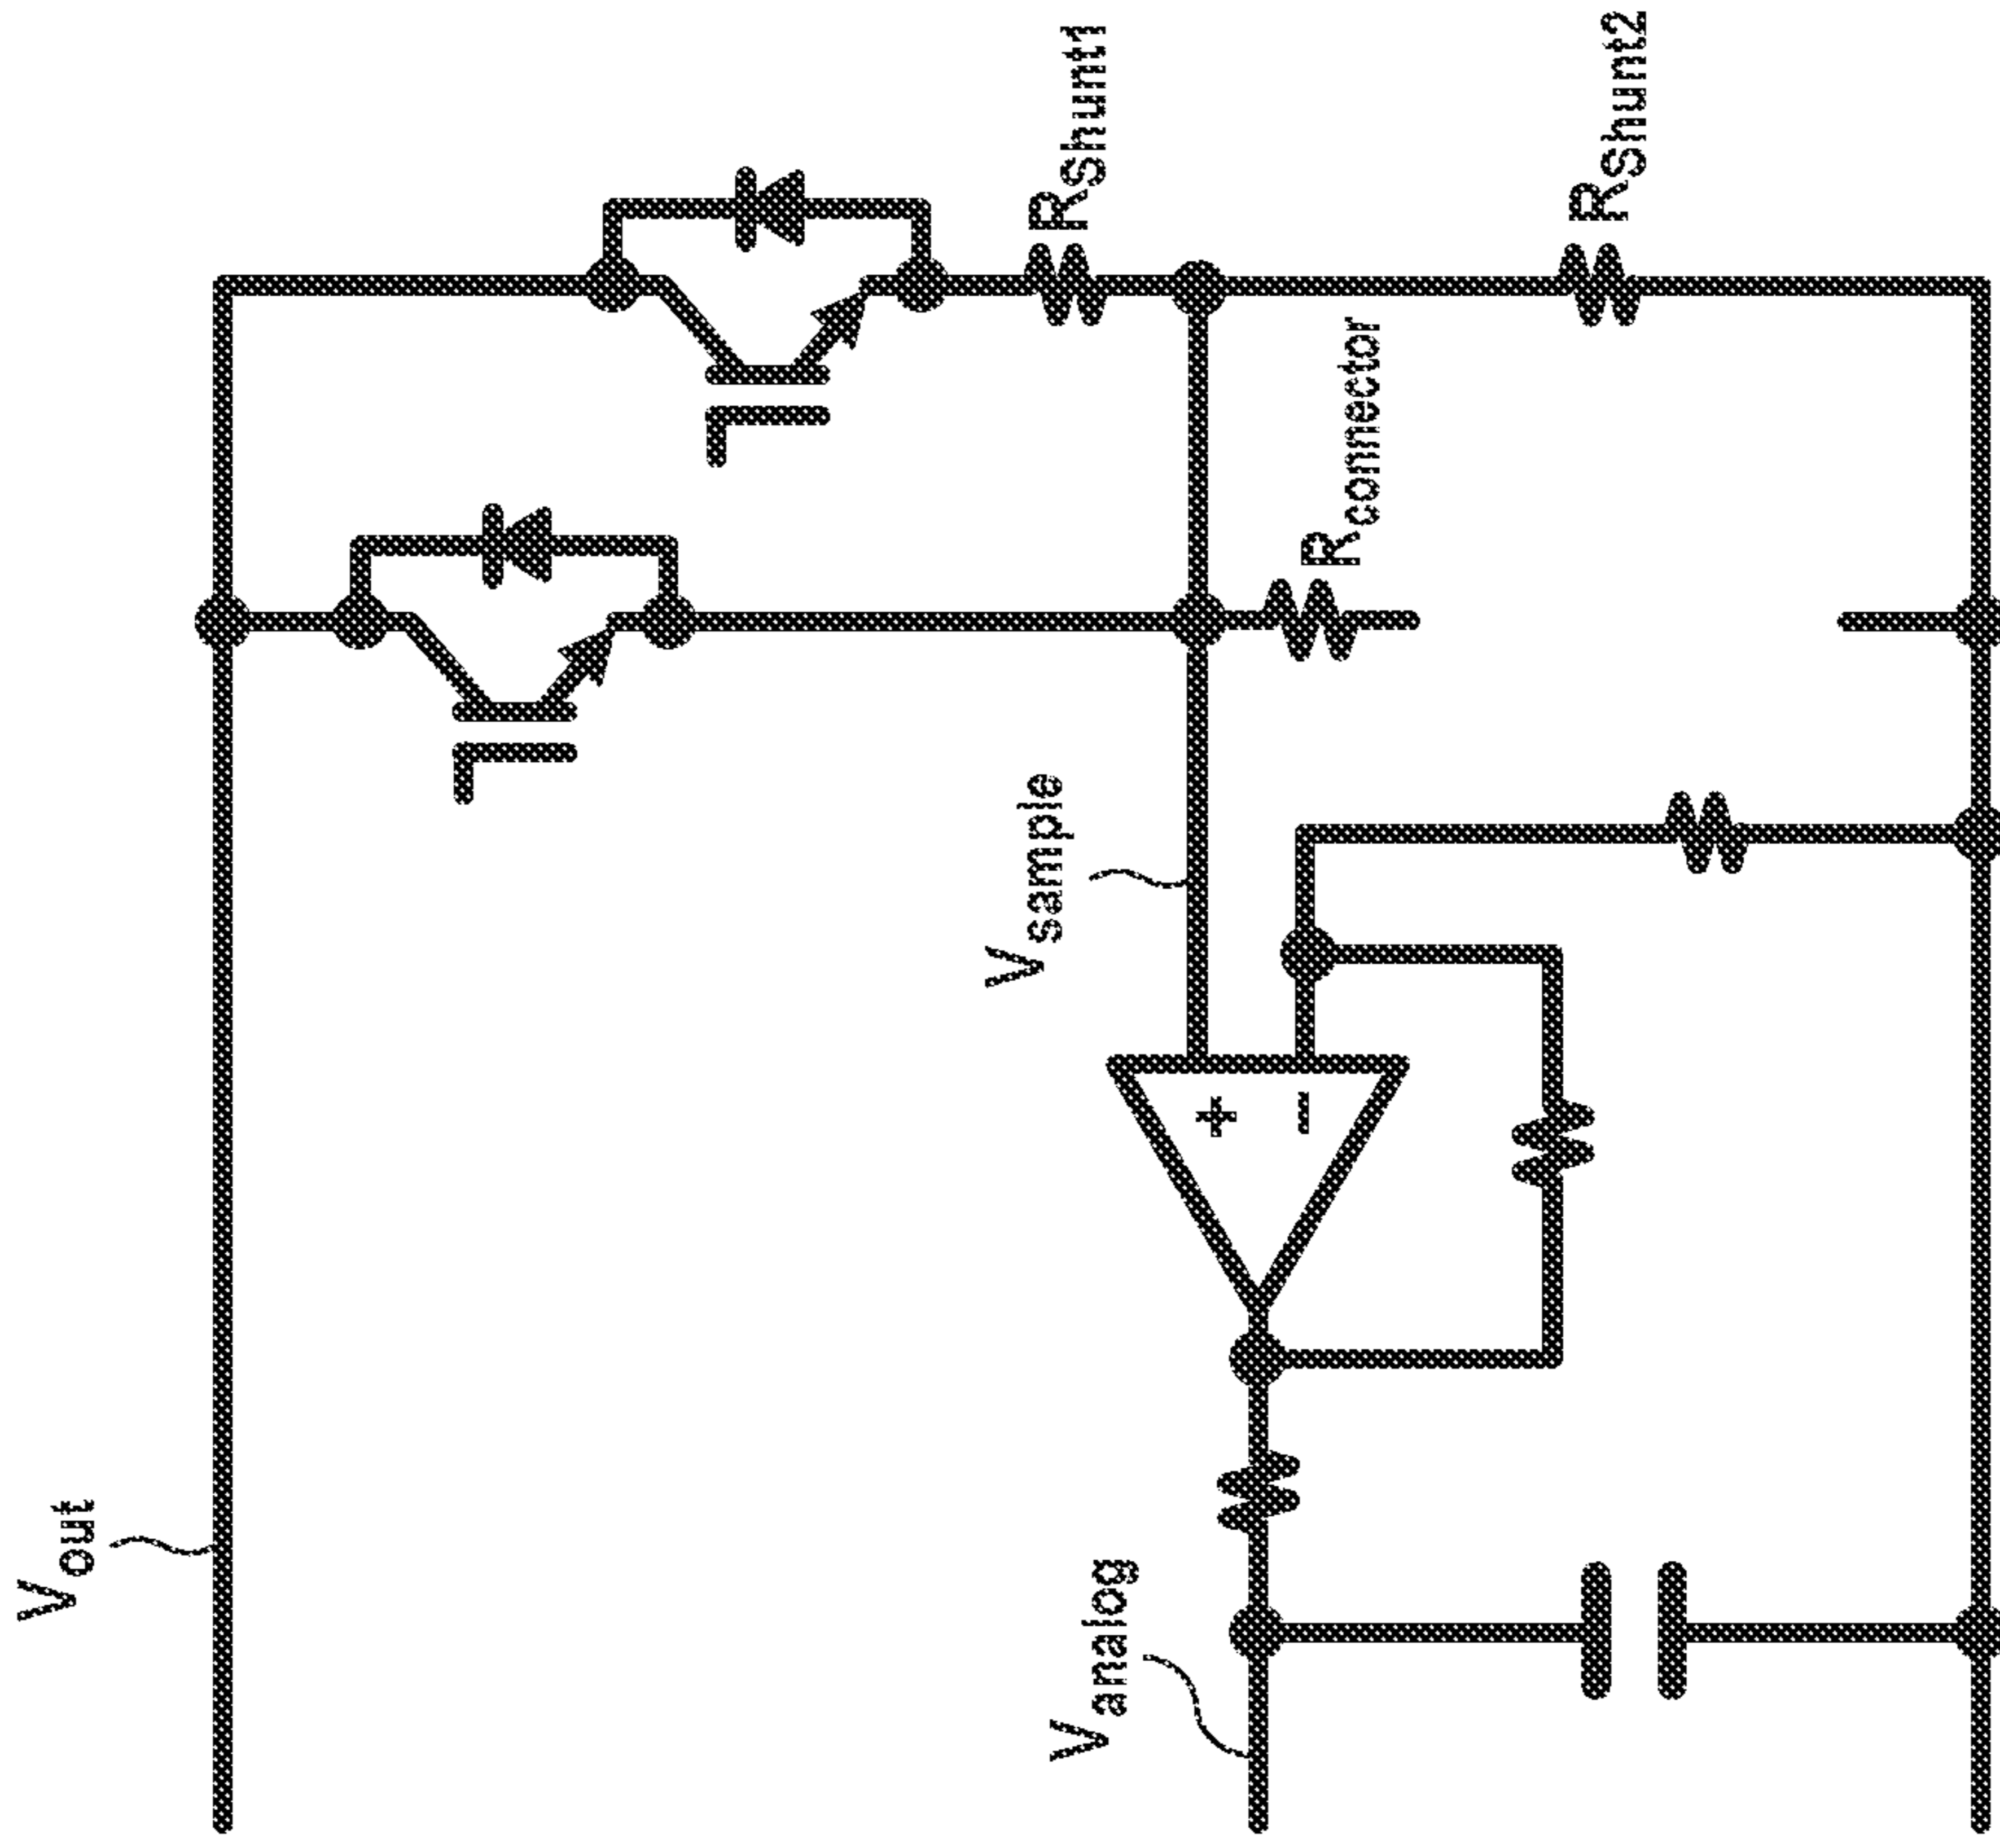 Vout
Vanalog
Vsample
+
−
Rconnector
RShunt1
RShunt2